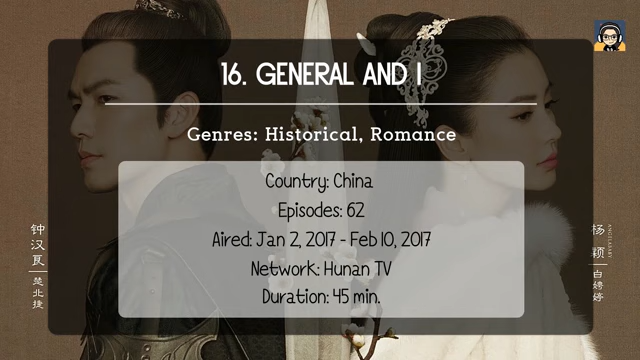 16. GENERAL AND I
Genres: Historical, Romance
Country: China
Episodes: 62
Aired: Jan 2, 2017 - Feb 10, 2017
Network: Hunan TV
Duration: 45 min.
钟汉良
楚北捷
杨颖
ANGELABABY
白娉婷